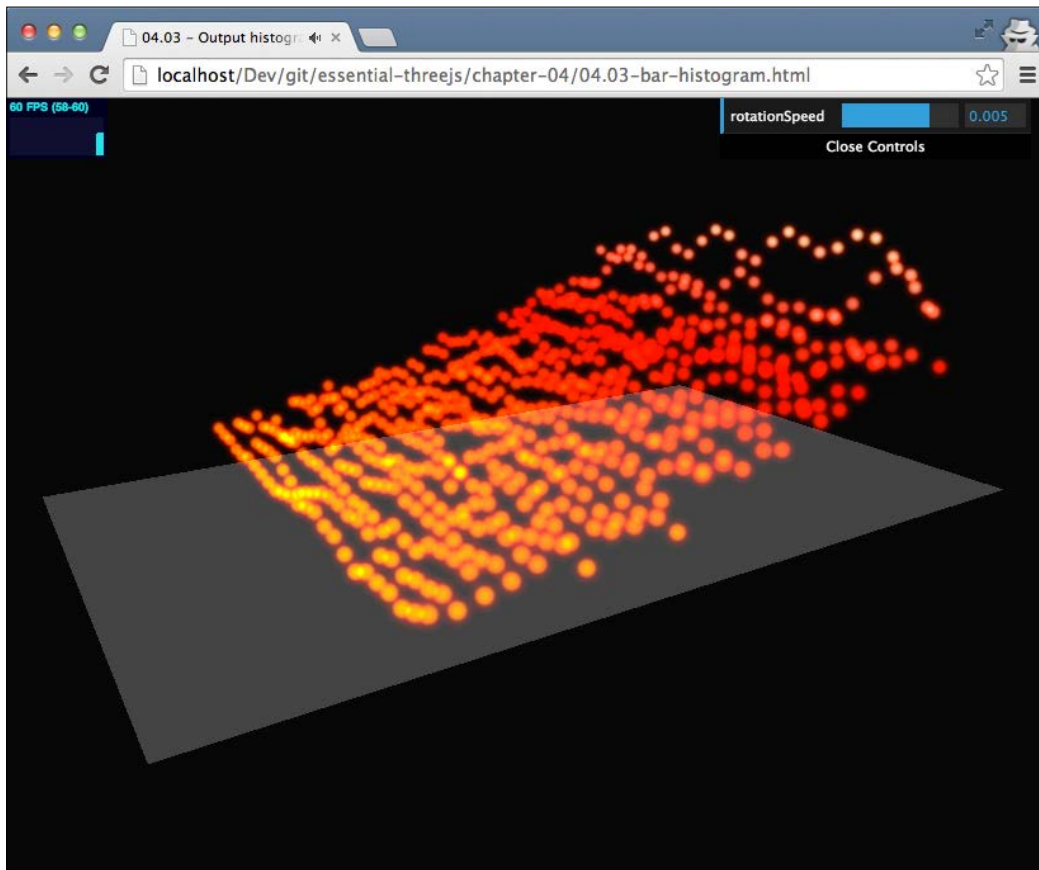 04.03 – Output histogr
localhost/Dev/git/essential-threejs/chapter-04/04.03-bar-histogram.html
60 FPS (58-60)
rotationSpeed 0.005
Close Controls